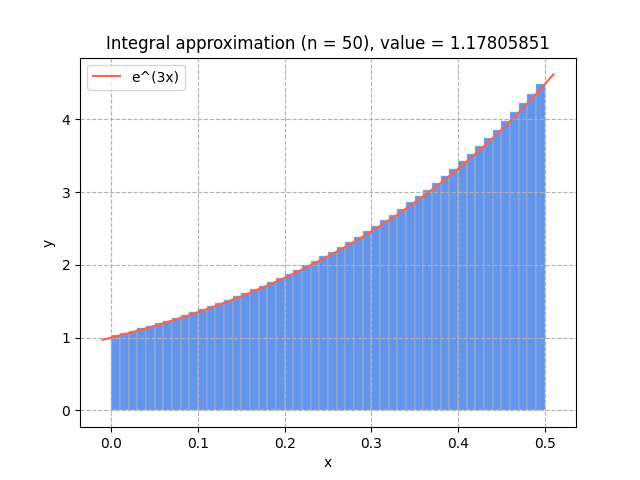 Integral approximation (n = 50), value = 1.17805851
e^(3x)
y
4
3
2
1
0
0.0 0.1 0.2 0.3 0.4 0.5
x